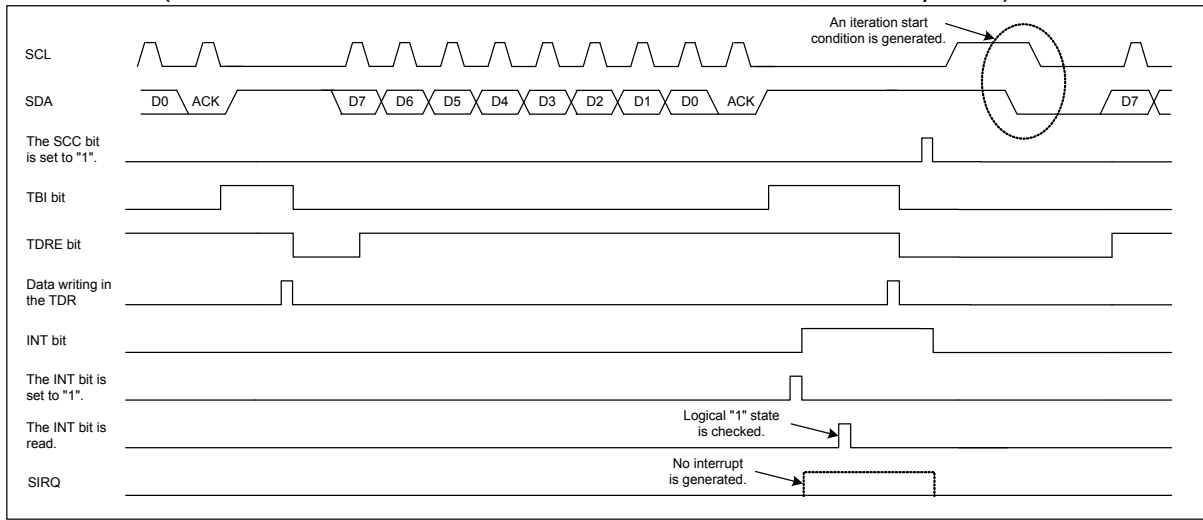 An iteration start
condition is generated.
SCL
SDA
D0 ACK D7 D6 D5 D4 D3 D2 D1 D0 ACK D7
The SCC bit
is set to "1".
TBI bit
TDRE bit
Data writing in
the TDR
INT bit
The INT bit is
set to "1".
The INT bit is
read.
Logical "1" state
is checked.
No interrupt
is generated.
SIRQ